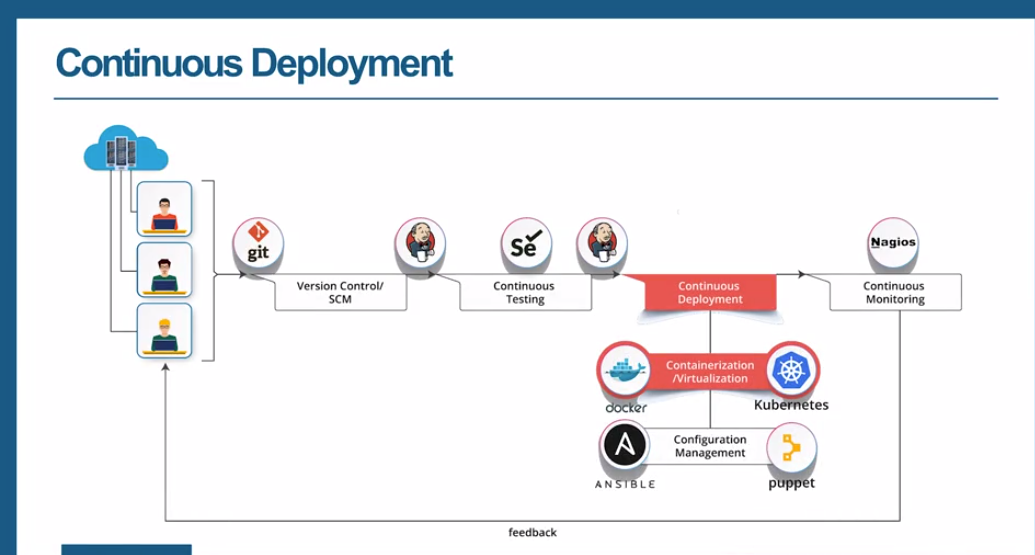 Continuous Deployment
git
Version Control/
SCM
Se
Continuous
Testing
Continuous
Deployment
Nagios
Continuous
Monitoring
Containerization
/Virtualization
docker
Kubernetes
Configuration
Management
A
ANSIBLE
puppet
feedback